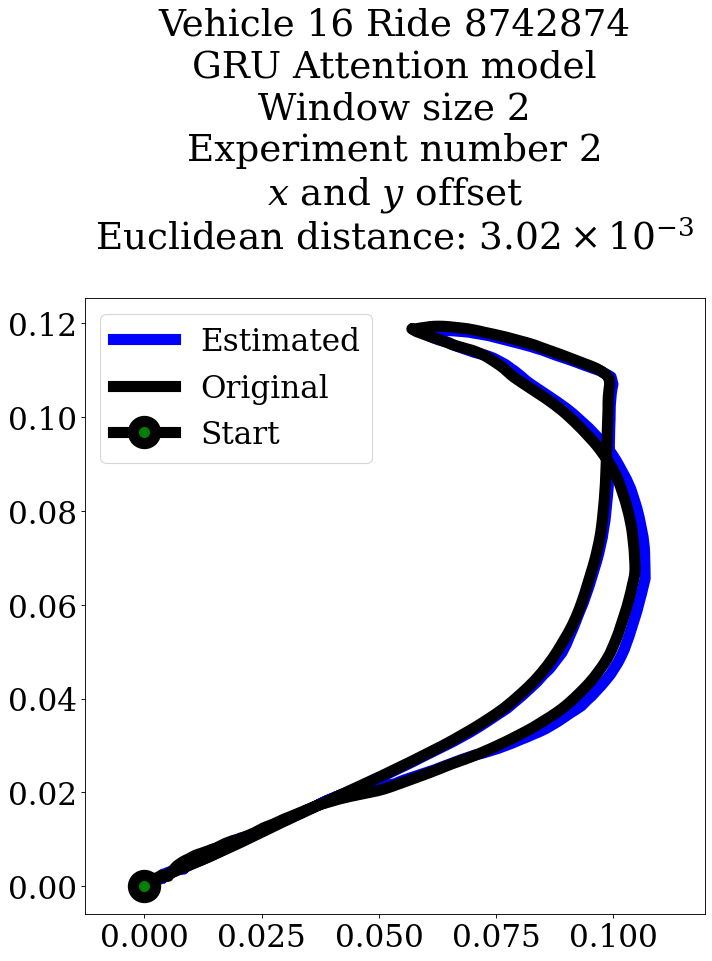 Vehicle 16 Ride 8742874
GRU Attention model
Window size 2
Experiment number 2
x and y offset
Euclidean distance: 3.02 × 10⁻³
Estimated
Original
Start
0.12
0.10
0.08
0.06
0.04
0.02
0.00
0.000 0.025 0.050 0.075 0.100